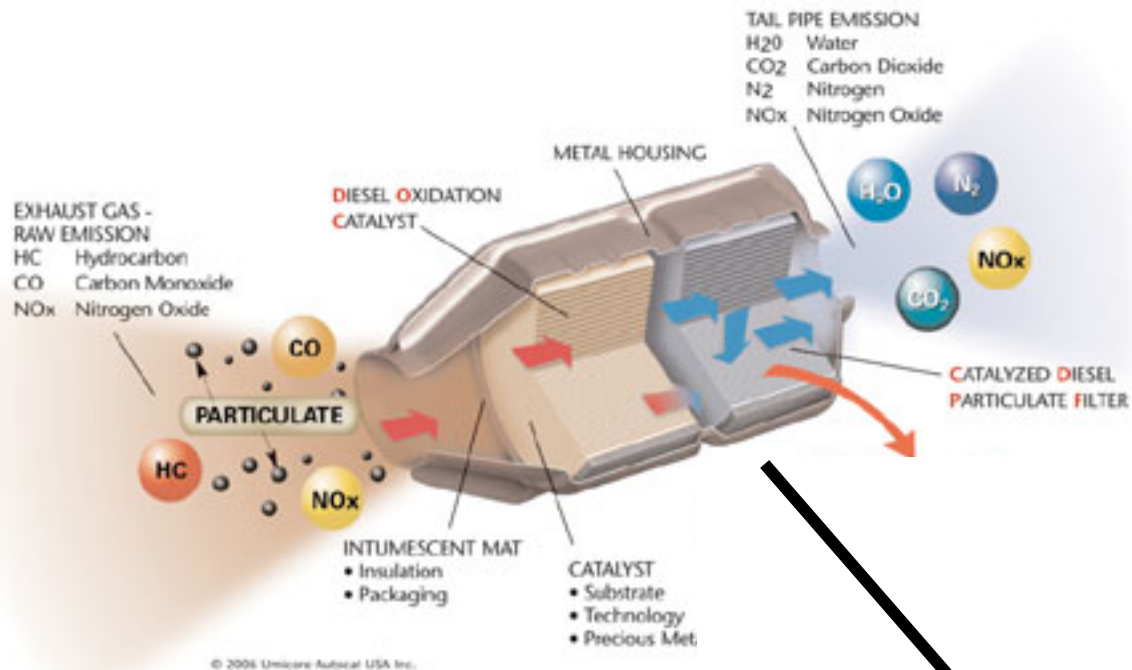 TAIL PIPE EMISSION
H20 Water
CO2 Carbon Dioxide
N2 Nitrogen
NOx Nitrogen Oxide
METAL HOUSING
DIESEL OXIDATION
CATALYST
EXHAUST GAS -
RAW EMISSION
HC Hydrocarbon
CO Carbon Monoxide
NOx Nitrogen Oxide
H2O
N2
NOx
CO2
CO
PARTICULATE
HC
NOx
CATALYZED DIESEL
PARTICULATE FILTER
INTUMESCENT MAT
• Insulation
• Packaging
CATALYST
• Substrate
• Technology
• Precious Met
© 2006 Umicore Autocat USA Inc.